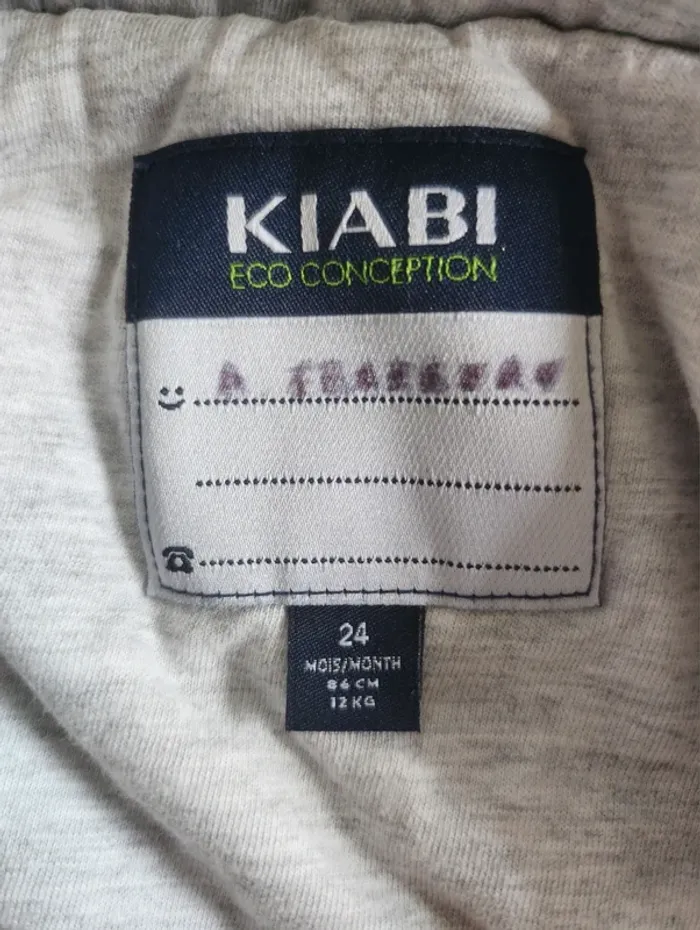 KIABI
ECO CONCEPTION
A
24
MOIS/MONTH
86 CM
12 KG